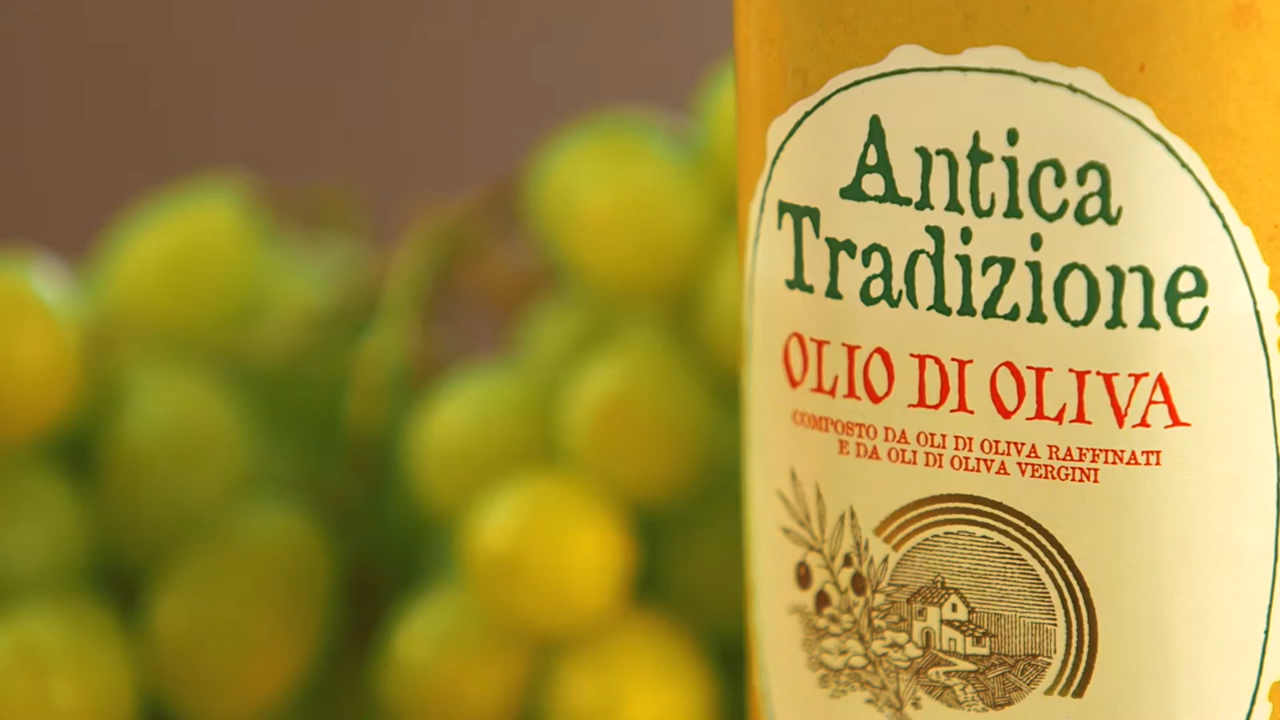 Antica
Tradizione
OLIO DI OLIVA
COMPOSTO DA OLI DI OLIVA RAFFINATI
E DA OLI DI OLIVA VERGINI